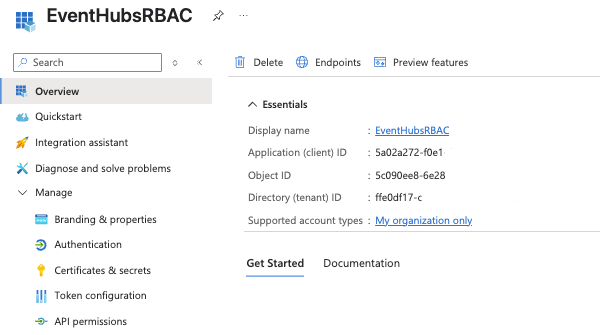 EventHubsRBAC
Search
Overview
Quickstart
Integration assistant
Diagnose and solve problems
Manage
Branding & properties
Authentication
Certificates & secrets
Token configuration
API permissions
Delete
Endpoints
Preview features
Essentials
Display name : EventHubsRBAC
Application (client) ID : 5a02a272-f0e1
Object ID : 5c090ee8-6e28
Directory (tenant) ID : ffe0df17-c
Supported account types : My organization only
Get Started Documentation